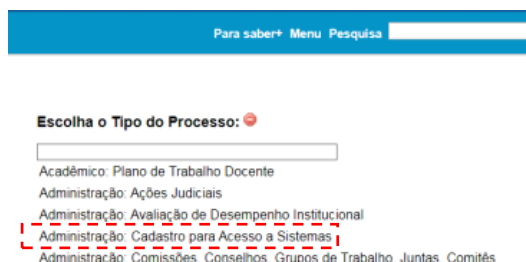 Para saber+ Menu Pesquisa
Escolha o Tipo do Processo:
Acadêmico: Plano de Trabalho Docente
Administração: Ações Judiciais
Administração: Avaliação de Desempenho Institucional
Administração: Cadastro para Acesso a Sistemas
Administração: Comissões, Conselhos, Grupos de Trabalho, Juntas, Comitês